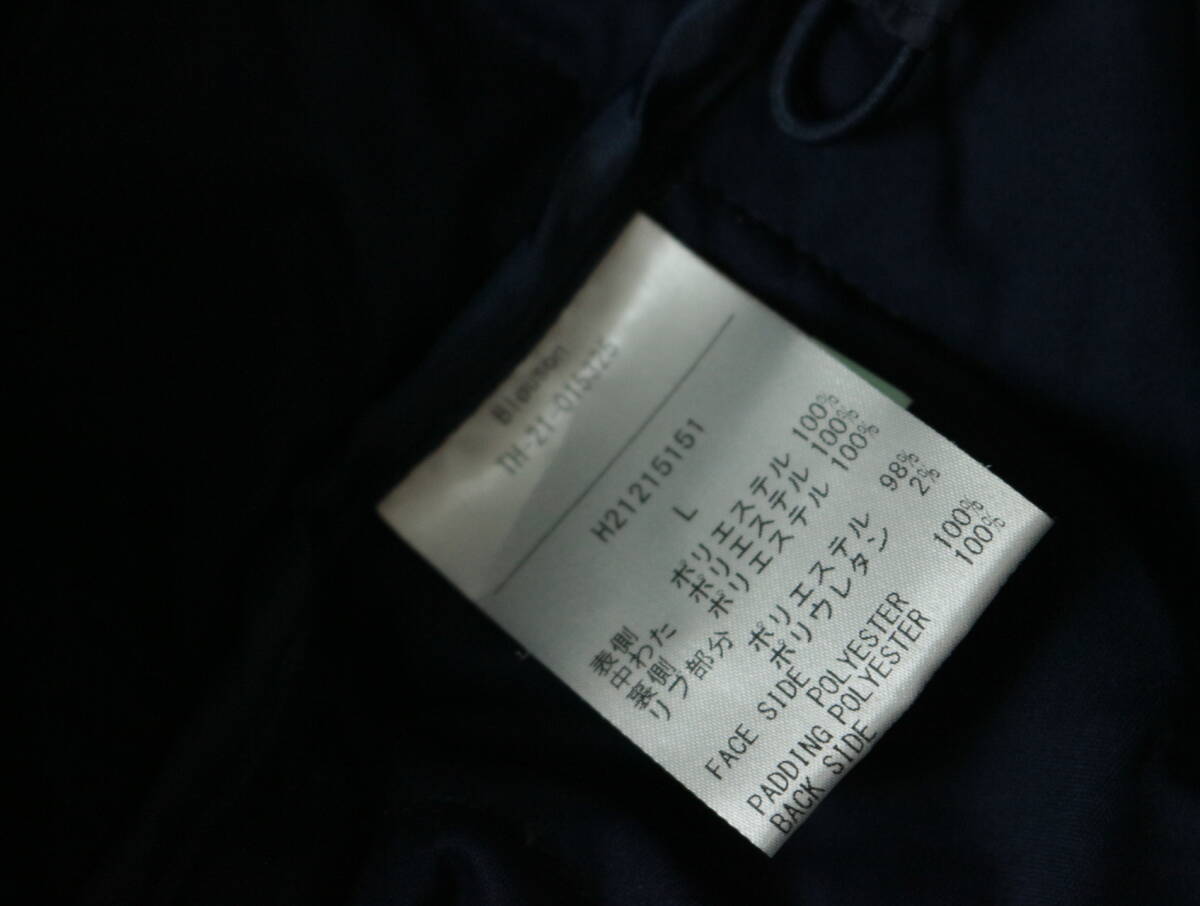 H21215151
L
表側 ポリエステル 100%
中わた ポリエステル 100%
裏側 ポリエステル 100%
リブ部分 ポリエステル 98%
ポリウレタン 2%
FACE SIDE
POLYESTER 100%
PADDING POLYESTER 100%
BACK SIDE